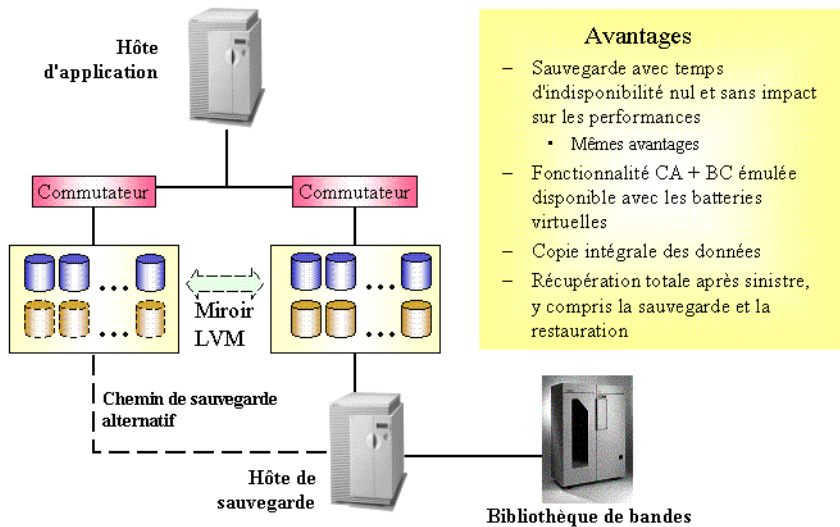 Hôte
d'application
Commutateur
Commutateur
Miroir
LVM
Chemin de sauvegarde
alternatif
Hôte de
sauvegarde
Bibliothèque de bandes
Avantages
– Sauvegarde avec temps
d'indisponibilité nul et sans impact
sur les performances
• Mêmes avantages
– Fonctionnalité CA + BC émulée
disponible avec les batteries
virtuelles
– Copie intégrale des données
– Récupération totale après sinistre,
y compris la sauvegarde et la
restauration